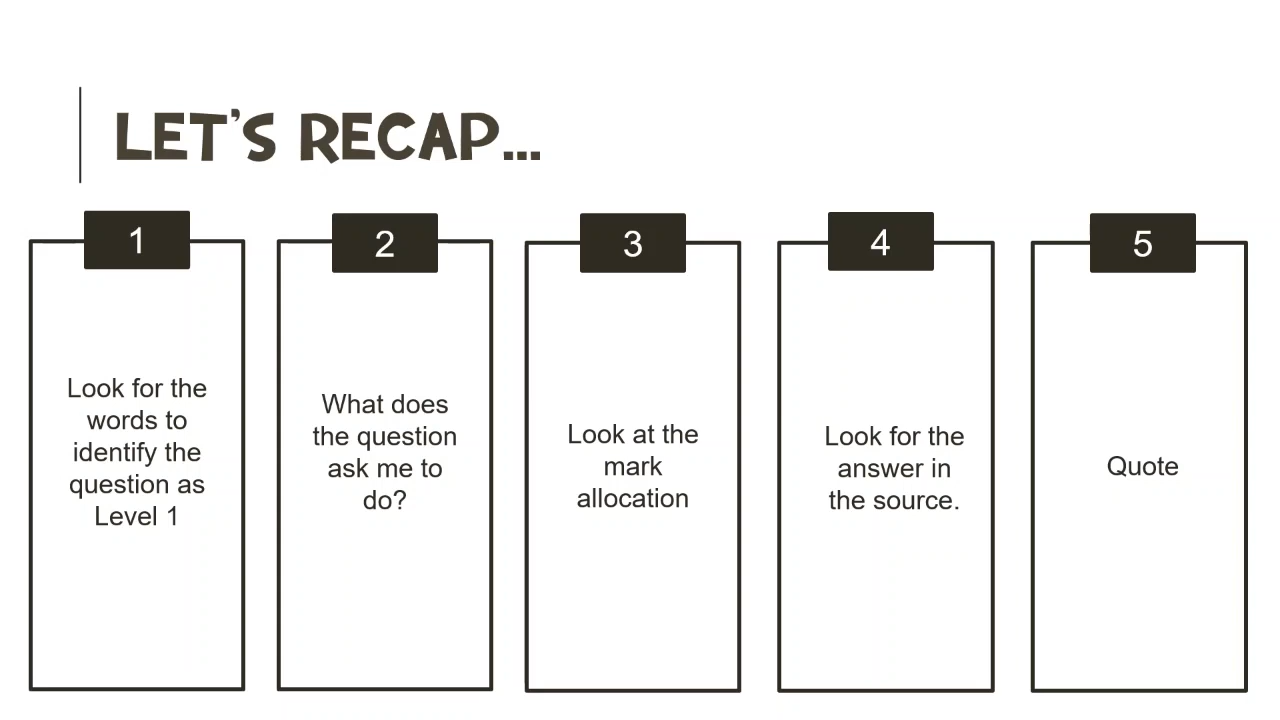 LET'S RECAP...
1
Look for the
words to
identify the
question as
Level 1
2
What does
the question
ask me to
do?
3
Look at the
mark
allocation
4
Look for the
answer in
the source.
5
Quote